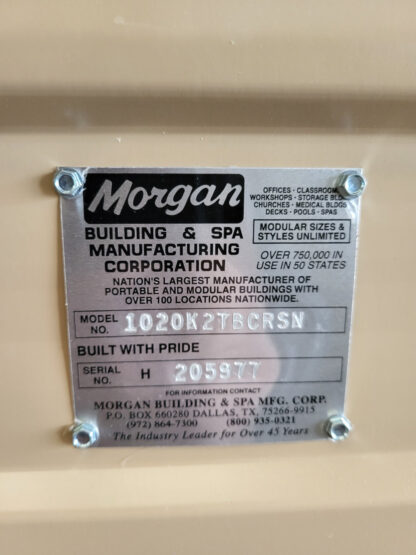 Morgan
BUILDING & SPA
MANUFACTURING
CORPORATION
OFFICES · CLASSROOM
WORKSHOPS · STORAGE BLD
CHURCHES · MEDICAL BLDGS
DECKS · POOLS · SPAS
MODULAR SIZES &
STYLES UNLIMITED
OVER 750,000 IN
USE IN 50 STATES
NATION'S LARGEST MANUFACTURER OF
PORTABLE AND MODULAR BUILDINGS WITH
OVER 100 LOCATIONS NATIONWIDE.
MODEL NO. 1020K2TBCRSN
BUILT WITH PRIDE
SERIAL NO. H 205977
FOR INFORMATION CONTACT
MORGAN BUILDING & SPA MFG. CORP.
P.O. BOX 660280 DALLAS, TX, 75266-9915
(972) 864-7300 (800) 935-0321
The Industry Leader for Over 45 Years